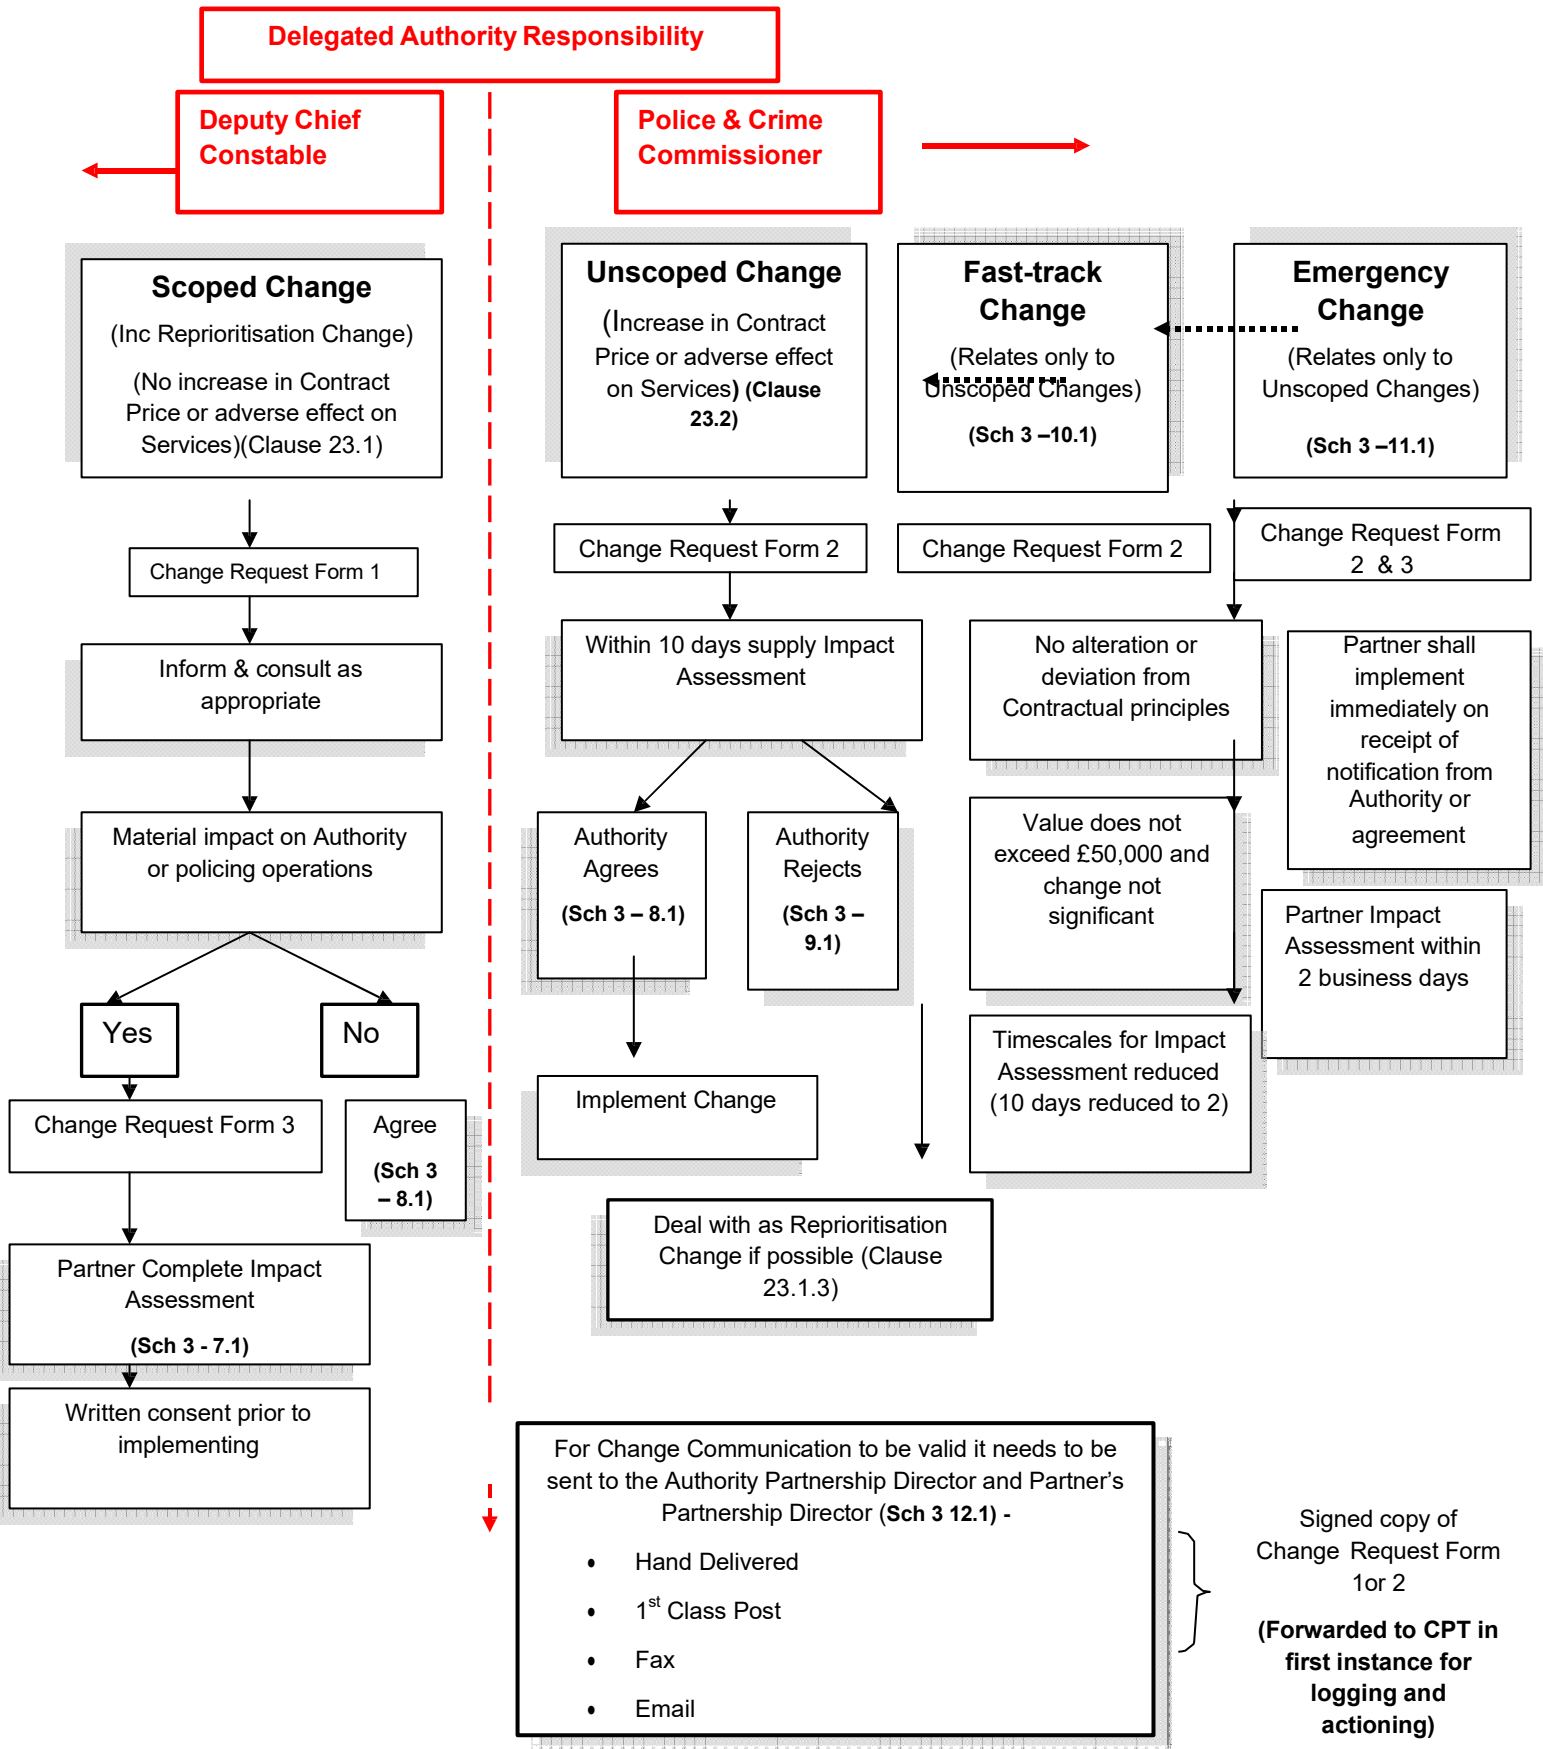 Delegated Authority Responsibility
Deputy Chief
Constable
Police & Crime
Commissioner
Scoped Change
(Inc Reprioritisation Change)
(No increase in Contract
Price or adverse effect on
Services)(Clause 23.1)
Unscoped Change
(Increase in Contract
Price or adverse effect
on Services) (Clause
23.2)
Fast-track
Change
(Relates only to
Unscoped Changes)
(Sch 3 –10.1)
Emergency
Change
(Relates only to
Unscoped Changes)
(Sch 3 –11.1)
Change Request Form 1
Change Request Form 2
Change Request Form 2
Change Request Form
2 & 3
Inform & consult as
appropriate
Within 10 days supply Impact
Assessment
No alteration or
deviation from
Contractual principles
Partner shall
implement
immediately on
receipt of
notification from
Authority or
agreement
Material impact on Authority
or policing operations
Authority
Agrees
(Sch 3 – 8.1)
Authority
Rejects
(Sch 3 –
9.1)
Value does not
exceed £50,000 and
change not
significant
Partner Impact
Assessment within
2 business days
Yes
No
Implement Change
Timescales for Impact
Assessment reduced
(10 days reduced to 2)
Change Request Form 3
Agree
(Sch 3
– 8.1)
Deal with as Reprioritisation
Change if possible (Clause
23.1.3)
Partner Complete Impact
Assessment
(Sch 3 - 7.1)
Written consent prior to
implementing
For Change Communication to be valid it needs to be
sent to the Authority Partnership Director and Partner’s
Partnership Director (Sch 3 12.1) -
• Hand Delivered
• 1st Class Post
• Fax
• Email
Signed copy of
Change Request Form
1or 2
(Forwarded to CPT in
first instance for
logging and
actioning)